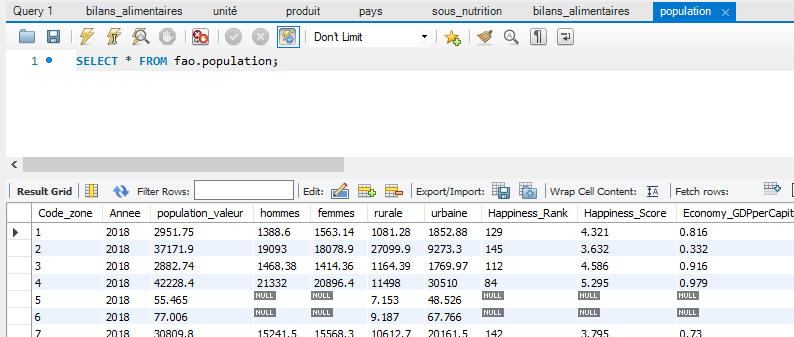 Query 1 bilans_alimentaires unité produit pays sous_nutrition bilans_alimentaires population
Don't Limit
1 SELECT * FROM fao.population;
Result Grid Filter Rows: Edit: Export/Import: Wrap Cell Content: Fetch rows:
Code_zone Annee population_valeur hommes femmes rurale urbaine Happiness_Rank Happiness_Score Economy_GDPperCapit
1 2018 2951.75 1388.6 1563.14 1081.28 1852.88 129 4.321 0.816
2 2018 37171.9 19093 18078.9 27099.9 9273.3 145 3.632 0.332
3 2018 2882.74 1468.38 1414.36 1164.39 1769.97 112 4.586 0.916
4 2018 42228.4 21332 20896.4 11498 30510 84 5.295 0.979
5 2018 55.465 NULL NULL 7.153 48.526 NULL NULL NULL
6 2018 77.006 NULL NULL 9.187 67.766 NULL NULL NULL
7 2018 30809.8 15241.5 15568.3 10612.7 20161.5 142 3.795 0.73